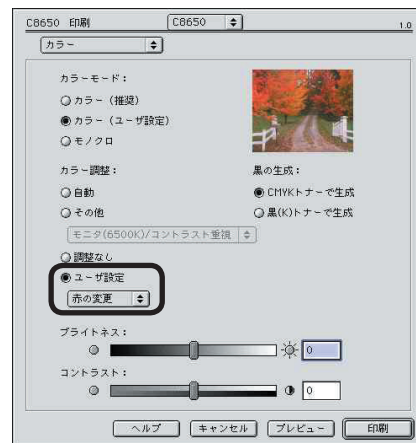 C8650 印刷 C8650 1.0
カラー
カラーモード：
カラー（推奨）
カラー（ユーザ設定）
モノクロ
カラー調整： 黒の生成：
自動 CMYKトナーで生成
その他 黒(K)トナーで生成
モニタ(6500K)/コントラスト重視
調整なし
ユーザ設定
赤の変更
ブライトネス：
0
コントラスト：
0
ヘルプ キャンセル プレビュー 印刷